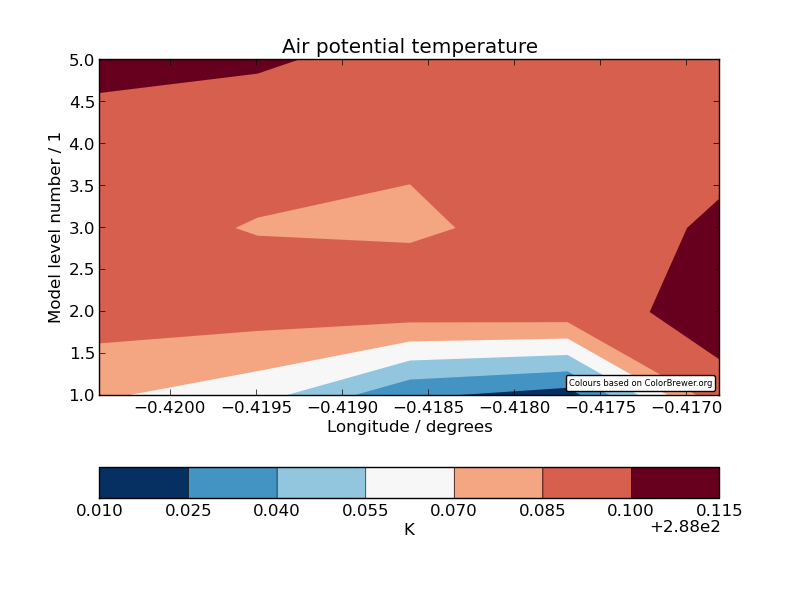 Air potential temperature
5.0
4.5
4.0
3.5
3.0
2.5
2.0
1.5
1.0
Model level number / 1
Colours based on ColorBrewer.org
−0.4200 −0.4195 −0.4190 −0.4185 −0.4180 −0.4175 −0.4170
Longitude / degrees
0.010 0.025 0.040 0.055 0.070 0.085 0.100 0.115
+2.88e2
K